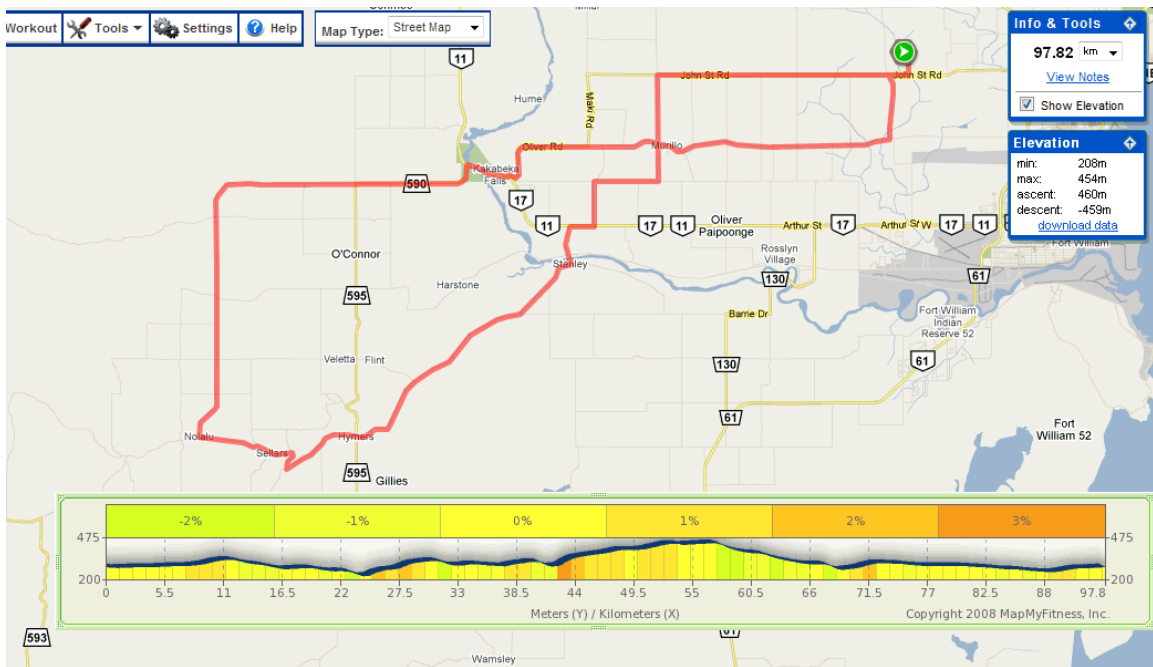 Workout
Tools
Settings
Help
Map Type: Street Map
Info & Tools
97.82 km
View Notes
Show Elevation
Elevation
min: 208m
max: 454m
ascent: 460m
descent: -459m
download data
11
Hume
John St Rd
John St Rd
Maki Rd
Oliver Rd
Murillo
Kakabeka
Falls
590
17
11
17
11
Oliver
Paipoonge
Arthur St
17
Arthur St W
17
11
Fort William
Rosslyn
Village
130
61
O'Connor
Stanley
Harstone
595
Barrie Dr
Fort William
Indian
Reserve 52
Veletta
Flint
130
61
61
Nolalu
Sellars
Hymers
595
Gillies
Fort
William 52
-2%
-1%
0%
1%
2%
3%
475
475
200
200
0
5.5
11
16.5
22
27.5
33
38.5
44
49.5
55
60.5
66
71.5
77
82.5
88
97.8
Meters (Y) / Kilometers (X)
Copyright 2008 MapMyFitness, Inc.
593
61
Wamsley